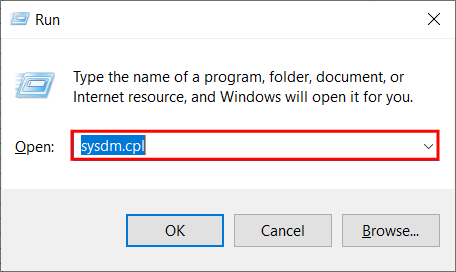 Run
Type the name of a program, folder, document, or
Internet resource, and Windows will open it for you.
Open: sysdm.cpl
OK Cancel Browse...